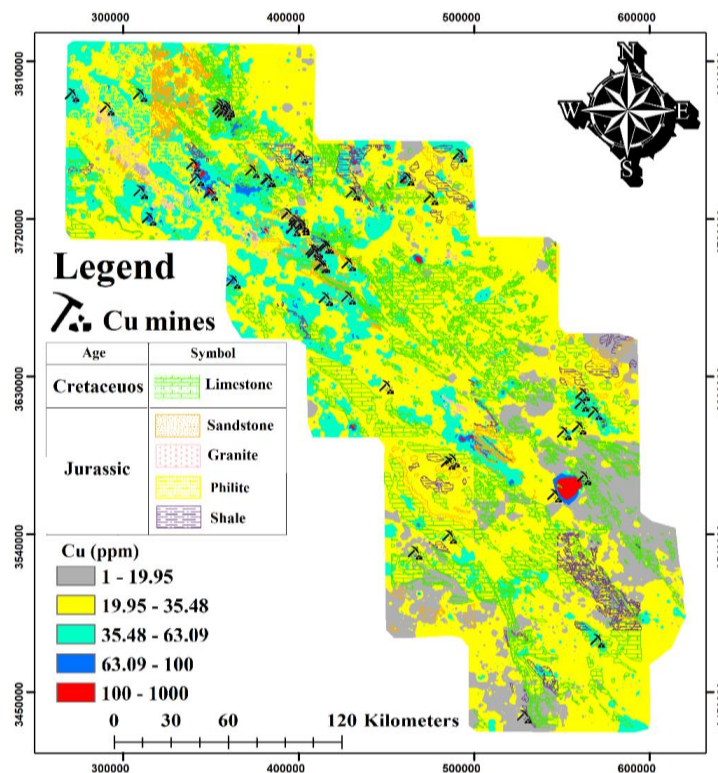 300000 400000 500000 600000
3810000
3720000
3630000
3540000
3450000
N
W E
S
Legend
Cu mines
Age Symbol
Cretaceuos Limestone
Jurassic
Sandstone
Granite
Philite
Shale
Cu (ppm)
1 - 19.95
19.95 - 35.48
35.48 - 63.09
63.09 - 100
100 - 1000
0 30 60 120 Kilometers
300000 400000 500000 600000